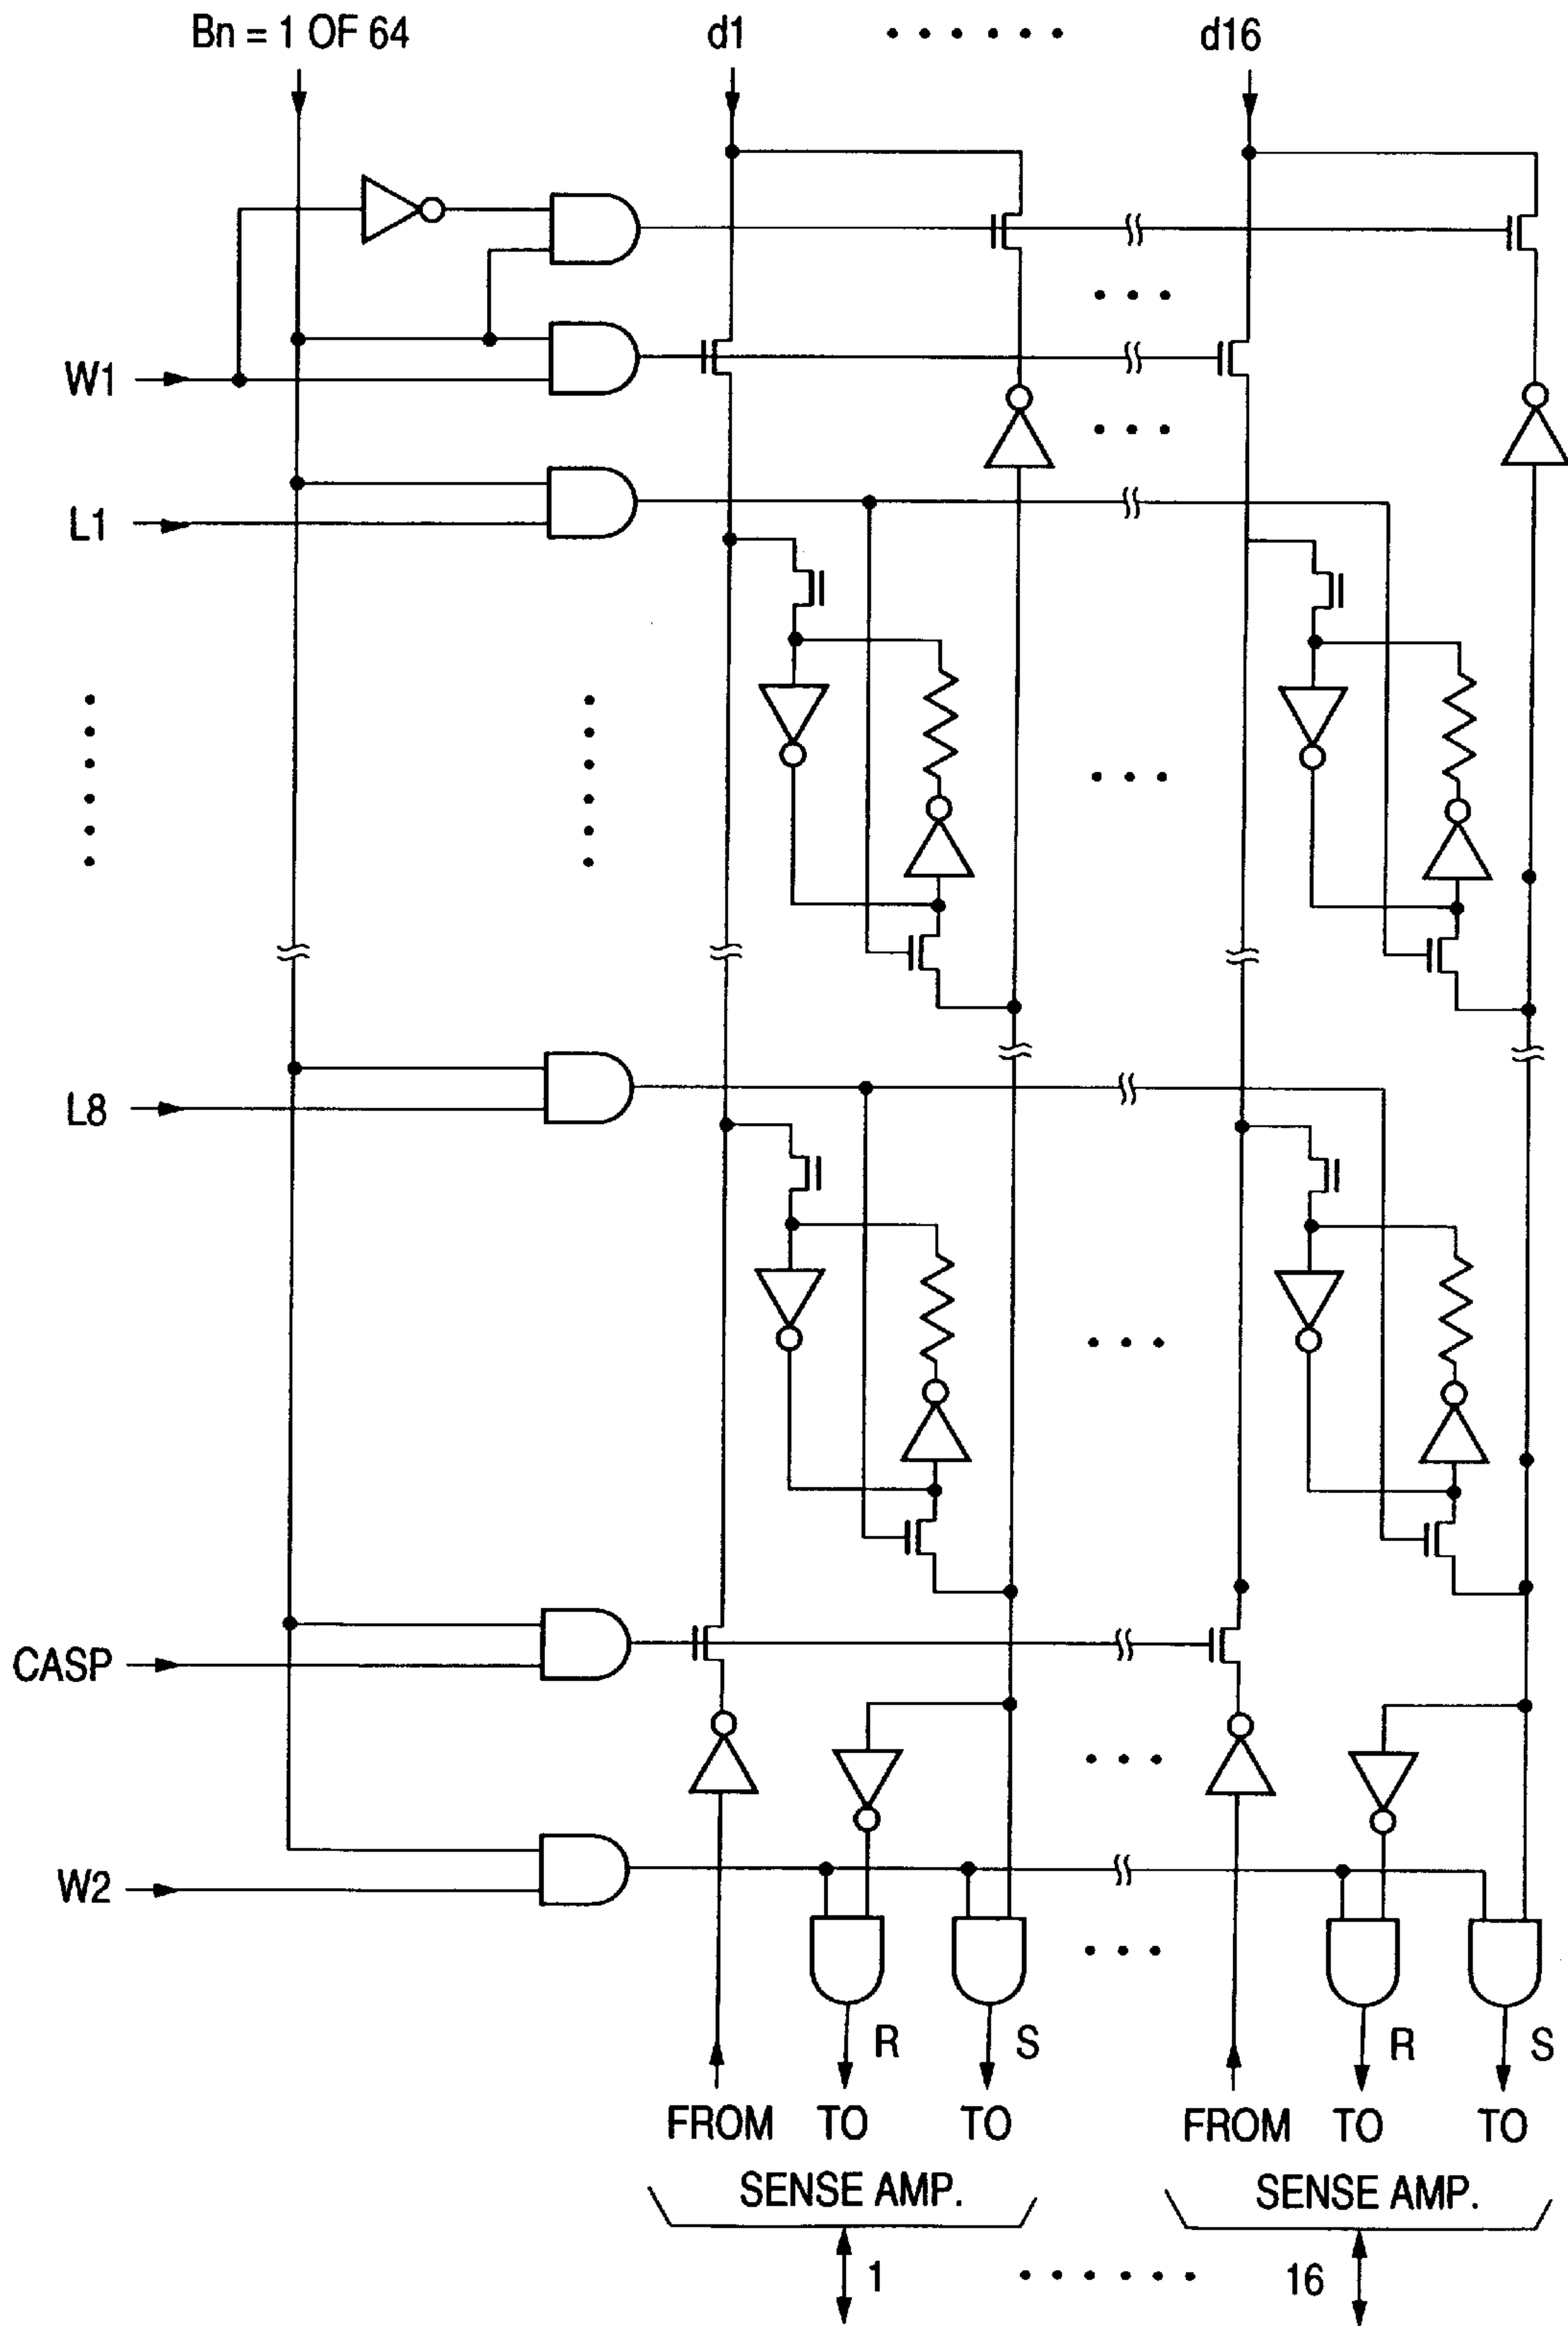 Bn = 1 OF 64 d1 d16
W1
L1
L8
CASP
W2
R S R S
FROM TO TO FROM TO TO
SENSE AMP. SENSE AMP.
1 16